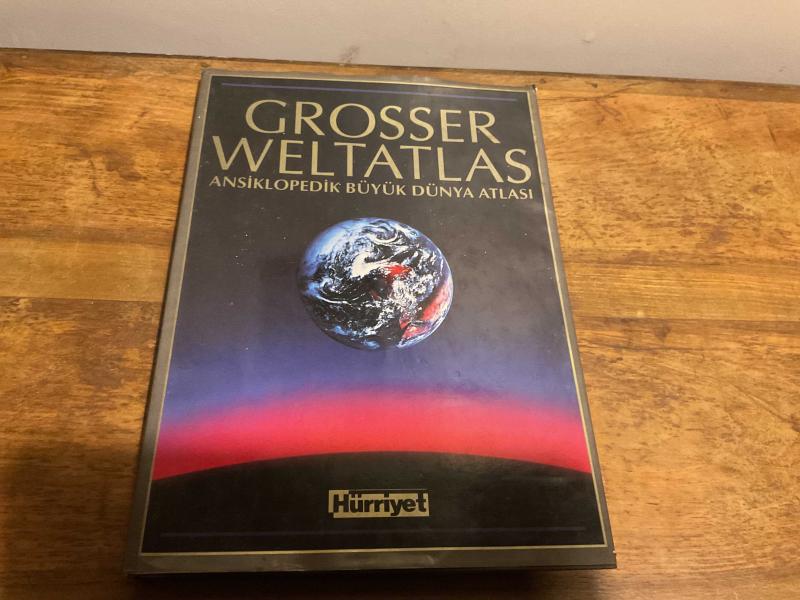 GROSSER
WELTATLAS
ANSİKLOPEDİK BÜYÜK DÜNYA ATLASI
Hürriyet